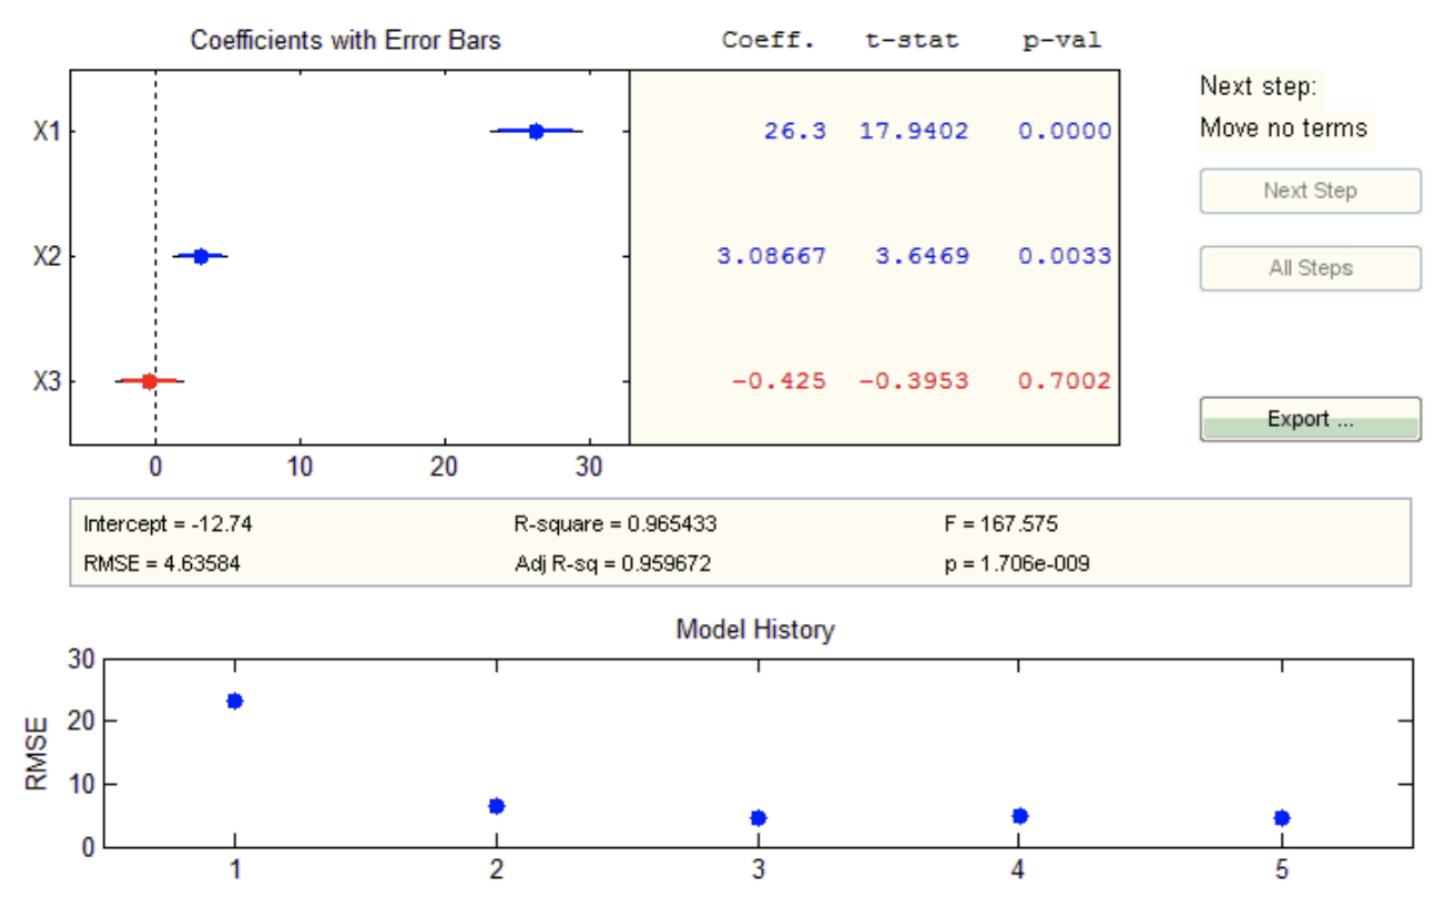 Coefficients with Error Bars
Coeff. t-stat p-val
Next step:
Move no terms
X1 26.3 17.9402 0.0000
Next Step
X2 3.08667 3.6469 0.0033
All Steps
X3 -0.425 -0.3953 0.7002
Export ...
0 10 20 30
Intercept = -12.74 R-square = 0.965433 F = 167.575
RMSE = 4.63584 Adj R-sq = 0.959672 p = 1.706e-009
Model History
30
20
10
0
RMSE
1 2 3 4 5